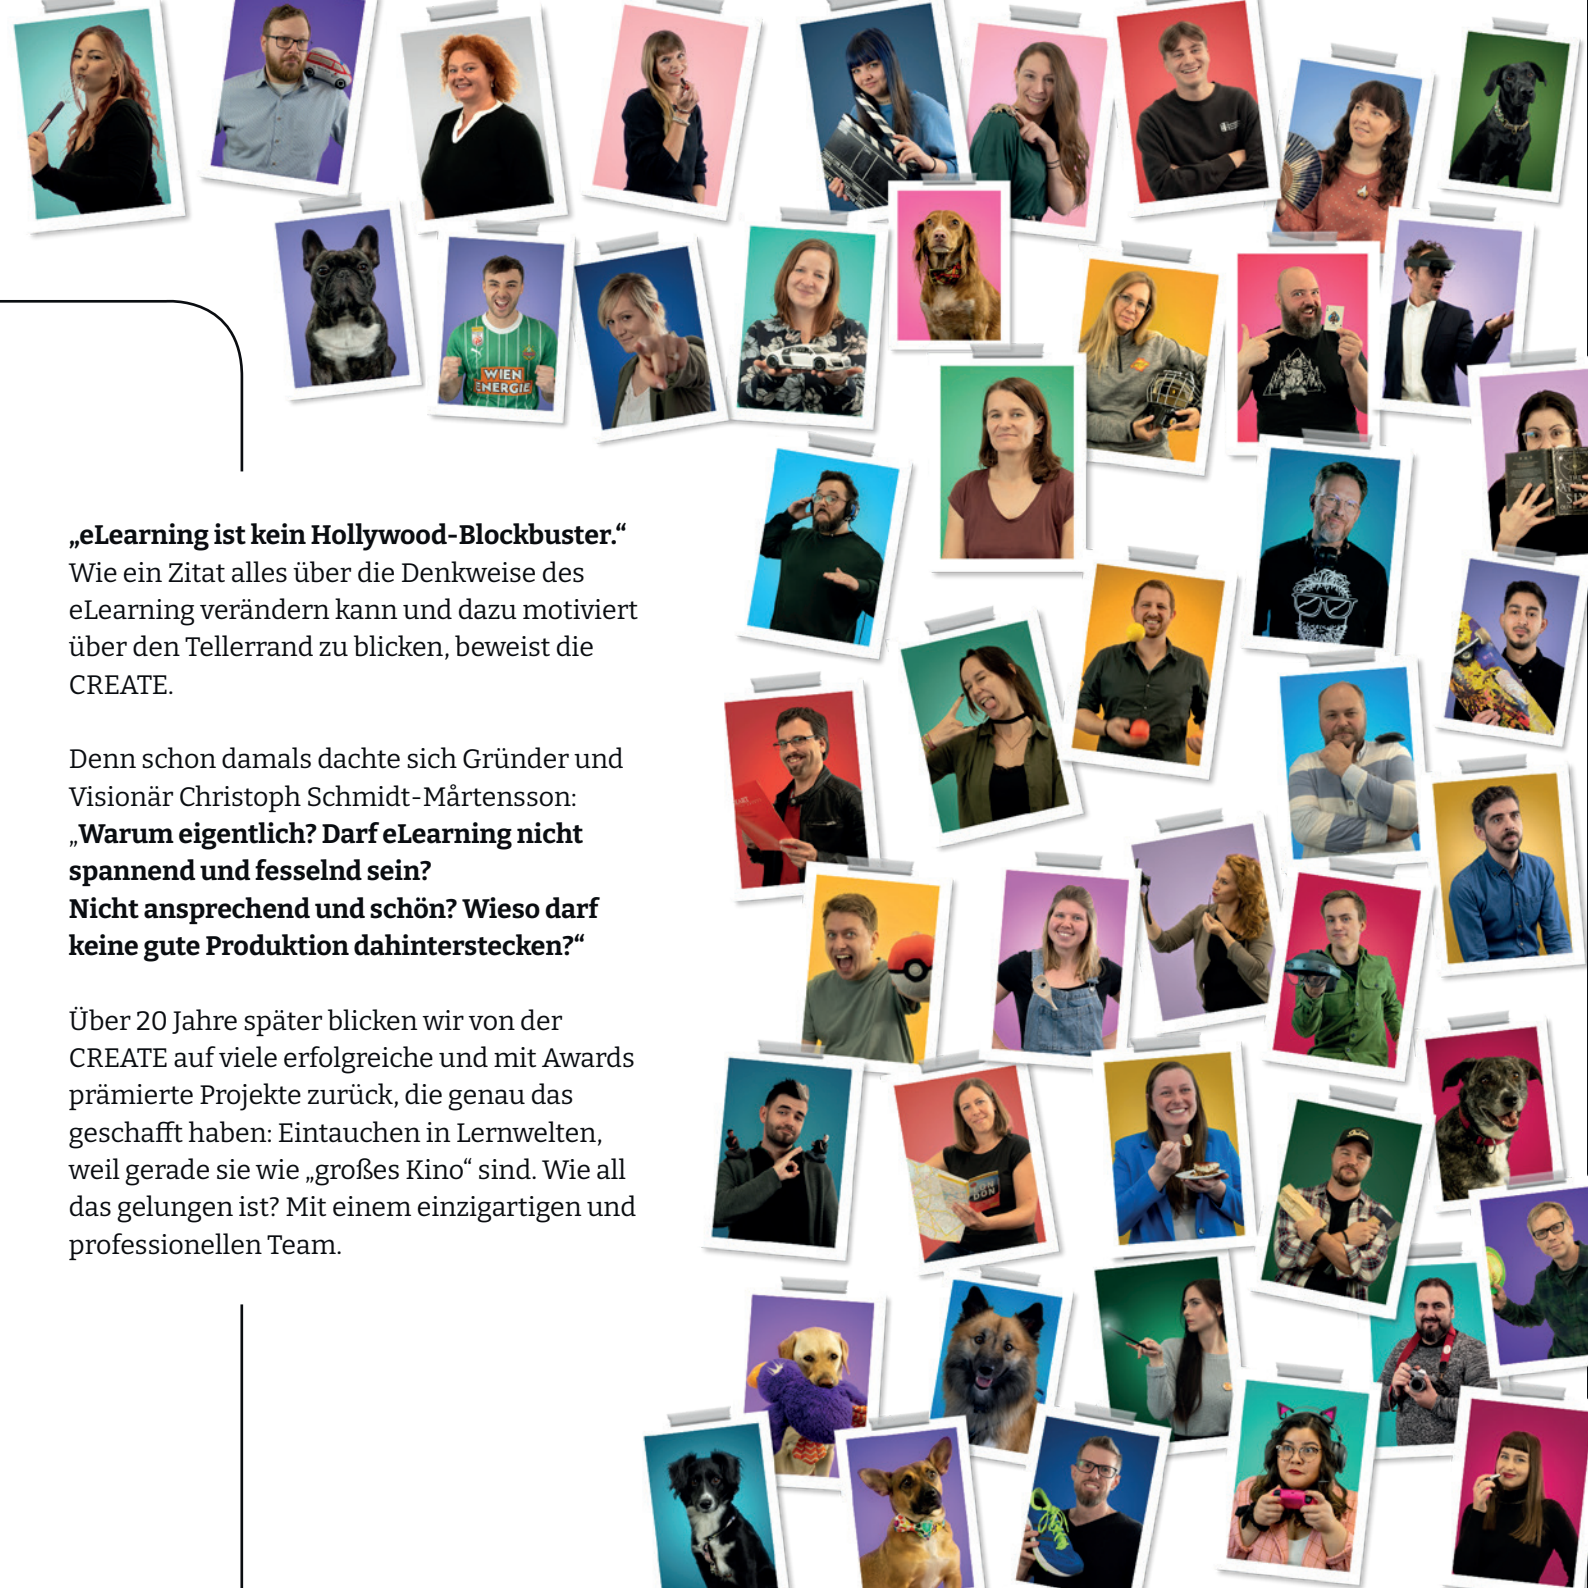 „eLearning ist kein Hollywood-Blockbuster.“
Wie ein Zitat alles über die Denkweise des
eLearning verändern kann und dazu motiviert
über den Tellerrand zu blicken, beweist die
CREATE.
Denn schon damals dachte sich Gründer und
Visionär Christoph Schmidt-Mårtensson:
„Warum eigentlich? Darf eLearning nicht
spannend und fesselnd sein?
Nicht ansprechend und schön? Wieso darf
keine gute Produktion dahinterstecken?“
Über 20 Jahre später blicken wir von der
CREATE auf viele erfolgreiche und mit Awards
prämierte Projekte zurück, die genau das
geschafft haben: Eintauchen in Lernwelten,
weil gerade sie wie „großes Kino“ sind. Wie all
das gelungen ist? Mit einem einzigartigen und
professionellen Team.
WIEN
ENERGIE